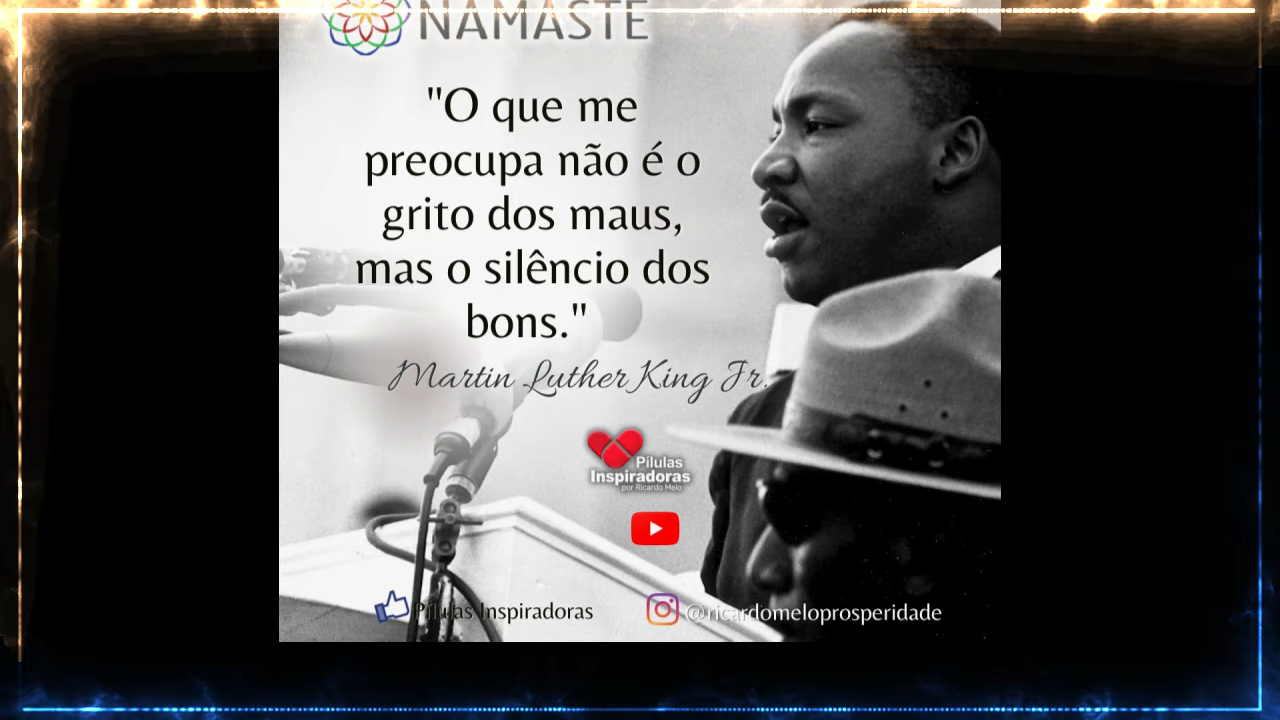 NAMASTE
"O que me
preocupa não é o
grito dos maus,
mas o silêncio dos
bons."
Martin Luther King Jr.
Pílulas
Inspiradoras
por Ricardo Melo
Pílulas Inspiradoras
@ricardomeloprosperidade